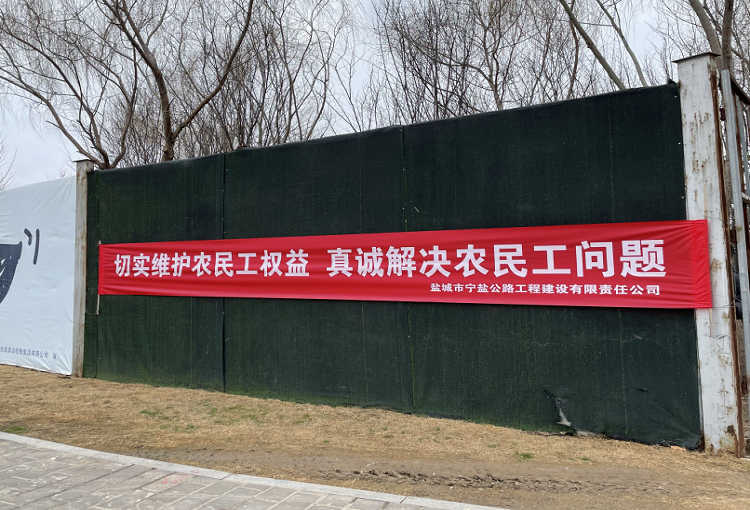 切实维护农民工权益 真诚解决农民工问题
盐城市宁盐公路工程建设有限责任公司